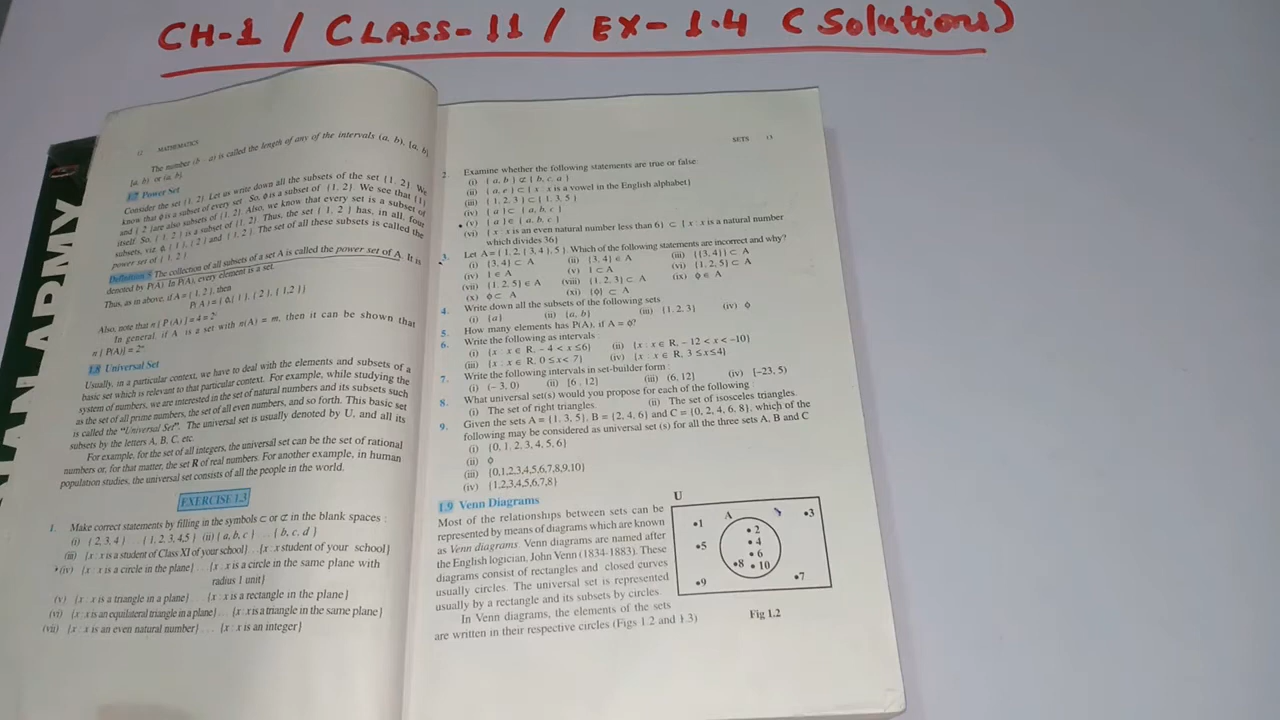 CH-1 / CLASS-11 / EX-1.4 (Solutions)
IAN ARMY
12 MATHEMATICS
The number (b - a) is called the length of any of the intervals (a, b), [a, b],
[a, b) or (a, b].
1.7 Power Set
Consider the set {1, 2}. Let us write down all the subsets of the set {1, 2}. We
know that ϕ is a subset of every set. So, ϕ is a subset of {1, 2}. We see that {1}
and { 2 } are also subsets of {1, 2}. Also, we know that every set is a subset of
itself. So, { 1, 2 } is a subset of {1, 2}. Thus, the set { 1, 2 } has, in all, four
subsets, viz. ϕ, { 1 }, { 2 } and { 1, 2 }. The set of all these subsets is called the
power set of { 1, 2 }.
Definition 5 The collection of all subsets of a set A is called the power set of A. It is
denoted by P(A). In P(A), every element is a set.
Thus, as in above, if A = { 1, 2 }, then
P( A ) = { ϕ,{ 1 }, { 2 }, { 1,2 }}
Also, note that n [ P (A) ] = 4 = 2²
In general, if A is a set with n(A) = m, then it can be shown that
n [ P(A)] = 2ᵐ.
1.8 Universal Set
Usually, in a particular context, we have to deal with the elements and subsets of a
basic set which is relevant to that particular context. For example, while studying the
system of numbers, we are interested in the set of natural numbers and its subsets such
as the set of all prime numbers, the set of all even numbers, and so forth. This basic set
is called the "Universal Set". The universal set is usually denoted by U, and all its
subsets by the letters A, B, C, etc.
For example, for the set of all integers, the universal set can be the set of rational
numbers or, for that matter, the set R of real numbers. For another example, in human
population studies, the universal set consists of all the people in the world.
EXERCISE 1.3
1. Make correct statements by filling in the symbols ⊂ or ⊄ in the blank spaces :
(i) { 2, 3, 4 } . . . { 1, 2, 3, 4,5 } (ii) { a, b, c } . . . { b, c, d }
(iii) {x : x is a student of Class XI of your school}. . .{x : x student of your school}
(iv) {x : x is a circle in the plane} . . .{x : x is a circle in the same plane with
radius 1 unit}
(v) {x : x is a triangle in a plane} . . . {x : x is a rectangle in the plane}
(vi) {x : x is an equilateral triangle in a plane} . . . {x : x is a triangle in the same plane}
(vii) {x : x is an even natural number} . . . {x : x is an integer}
SETS 13
2. Examine whether the following statements are true or false:
(i) { a, b } ⊄ { b, c, a }
(ii) { a, e } ⊂ { x : x is a vowel in the English alphabet}
(iii) { 1, 2, 3 } ⊂ { 1, 3, 5 }
(iv) { a } ⊂ { a, b, c }
(v) { a } ∈ { a, b, c }
(vi) { x : x is an even natural number less than 6} ⊂ { x : x is a natural number
which divides 36}
3. Let A = { 1, 2, { 3, 4 }, 5 }. Which of the following statements are incorrect and why?
(i) {3, 4} ⊂ A (ii) {3, 4} ∈ A (iii) {{3, 4}} ⊂ A
(iv) 1 ∈ A (v) 1 ⊂ A (vi) {1, 2, 5} ⊂ A
(vii) {1, 2, 5} ∈ A (viii) {1, 2, 3} ⊂ A (ix) ϕ ∈ A
(x) ϕ ⊂ A (xi) {ϕ} ⊂ A
4. Write down all the subsets of the following sets
(i) {a} (ii) {a, b} (iii) {1, 2, 3} (iv) ϕ
5. How many elements has P(A), if A = ϕ?
6. Write the following as intervals :
(i) {x : x ∈ R, – 4 < x ≤ 6} (ii) {x : x ∈ R, – 12 < x < –10}
(iii) {x : x ∈ R, 0 ≤ x < 7} (iv) {x : x ∈ R, 3 ≤ x ≤ 4}
7. Write the following intervals in set-builder form :
(i) (– 3, 0) (ii) [6 , 12] (iii) (6, 12] (iv) [–23, 5)
8. What universal set(s) would you propose for each of the following :
(i) The set of right triangles. (ii) The set of isosceles triangles.
9. Given the sets A = {1, 3, 5}, B = {2, 4, 6} and C = {0, 2, 4, 6, 8}, which of the
following may be considered as universal set (s) for all the three sets A, B and C
(i) {0, 1, 2, 3, 4, 5, 6}
(ii) ϕ
(iii) {0,1,2,3,4,5,6,7,8,9,10}
(iv) {1,2,3,4,5,6,7,8}
1.9 Venn Diagrams
Most of the relationships between sets can be
represented by means of diagrams which are known
as Venn diagrams. Venn diagrams are named after
the English logician, John Venn (1834-1883). These
diagrams consist of rectangles and closed curves
usually circles. The universal set is represented
usually by a rectangle and its subsets by circles.
In Venn diagrams, the elements of the sets
are written in their respective circles (Figs 1.2 and 1.3)
U
A
•1 •3
•2
•4
•5
•6
•8 •10
•9 •7
Fig 1.2